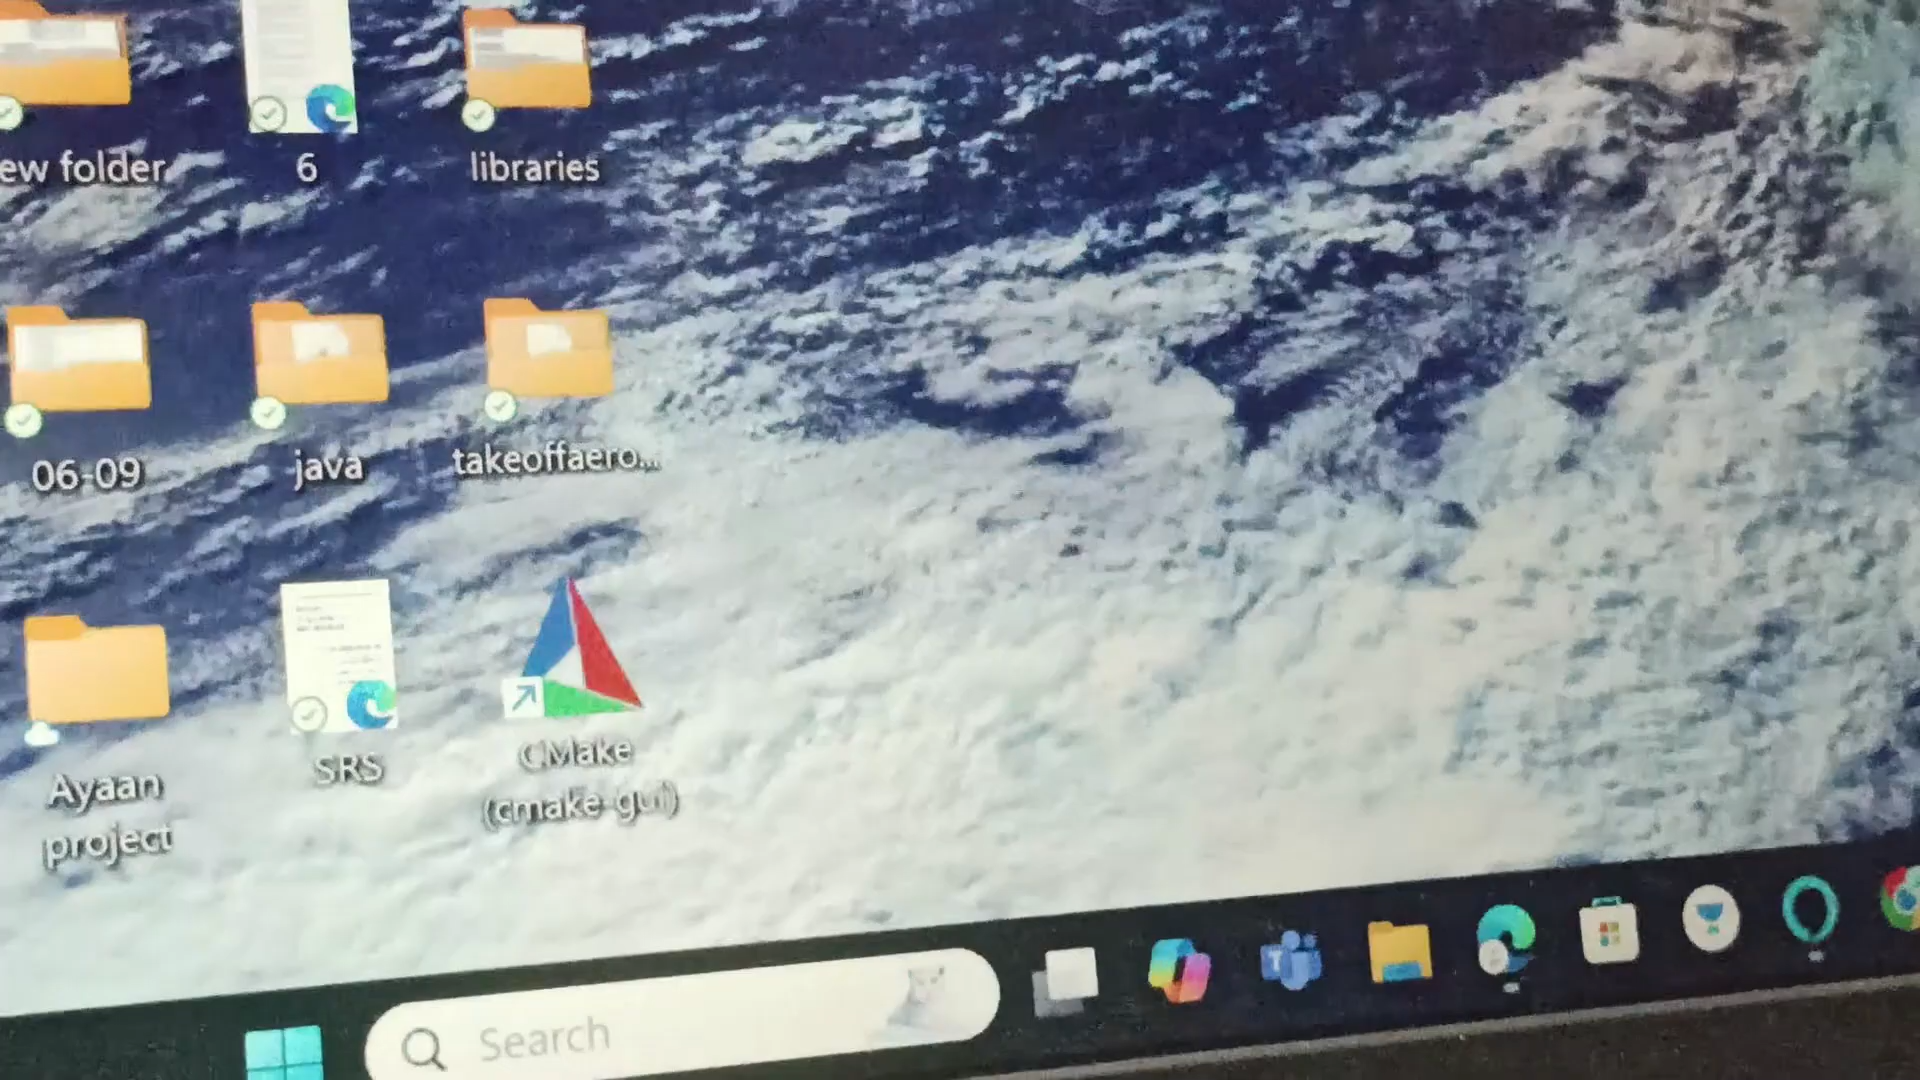 ew folder
6
libraries
06-09
java
takeoffaero...
Ayaan
project
SRS
CMake
(cmake-gui)
Search